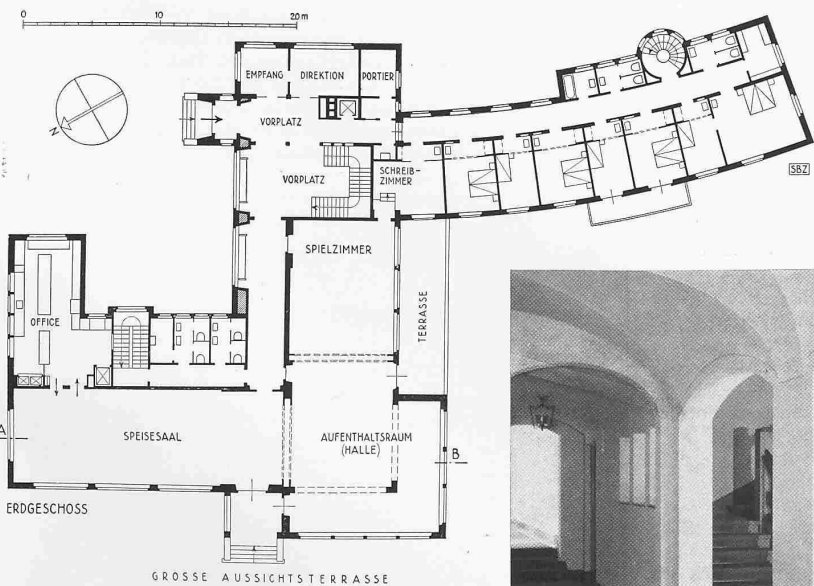 0 10 20 m
EMPFANG DIREKTION PORTIER
N
VORPLATZ
VORPLATZ
SCHREIB-
ZIMMER
SBZ
SPIELZIMMER
OFFICE
TERRASSE
A
SPEISESAAL
AUFENTHALTSRAUM
(HALLE)
B
ERDGESCHOSS
GROSSE AUSSICHTSTERRASSE